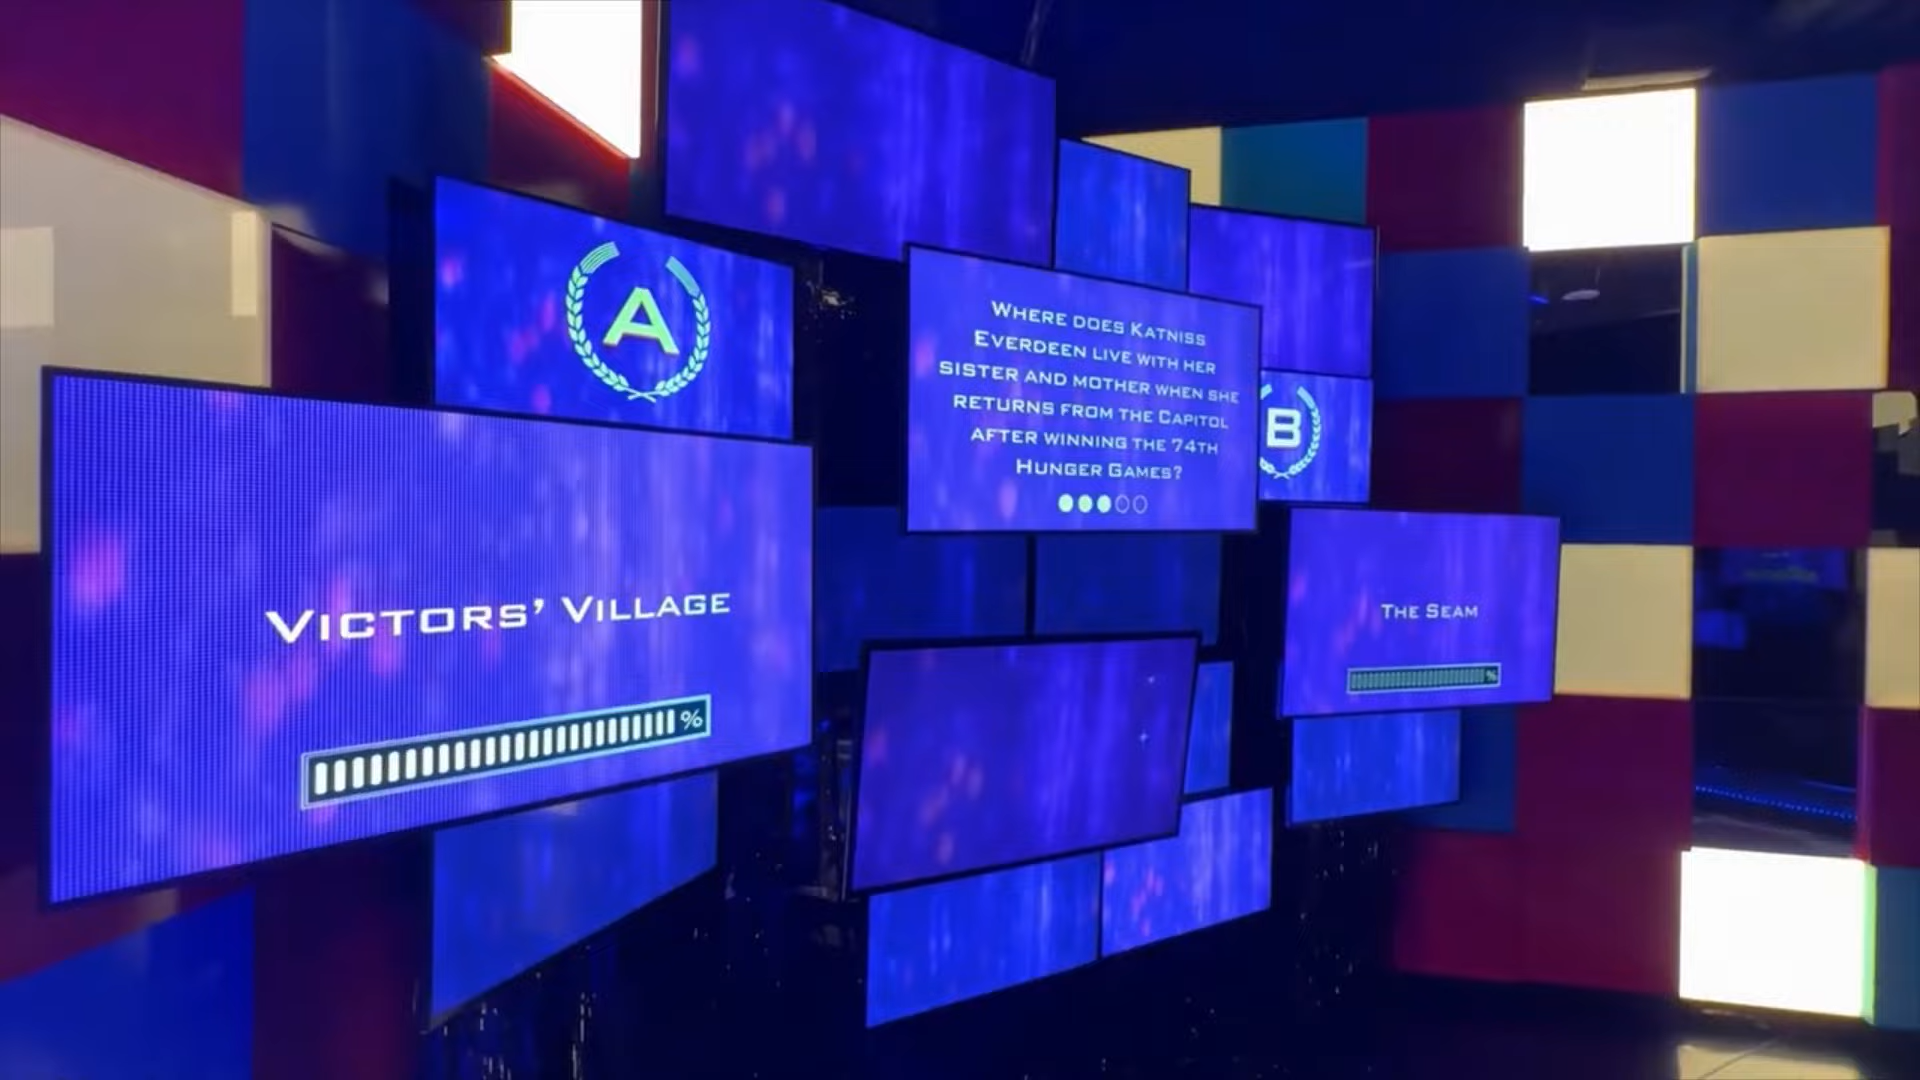 A
WHERE DOES KATNISS
EVERDEEN LIVE WITH HER
SISTER AND MOTHER WHEN SHE
RETURNS FROM THE CAPITOL
AFTER WINNING THE 74TH
HUNGER GAMES?
B
VICTORS' VILLAGE
%
THE SEAM
%